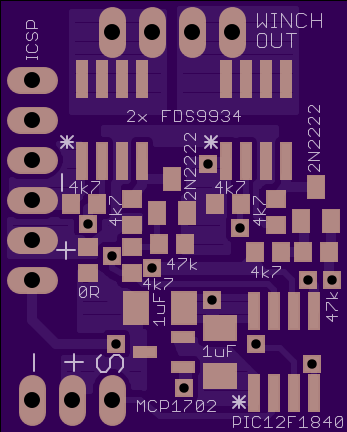 ICSP
WINCH
OUT
2x FDS9934
*
*
2N2222
2N2222
4k7
4k7
4k7
4k7
+
47k
4k7
4k7
0R
1uF
47k
1uF
- + S
MCP1702
*
PIC12F1840